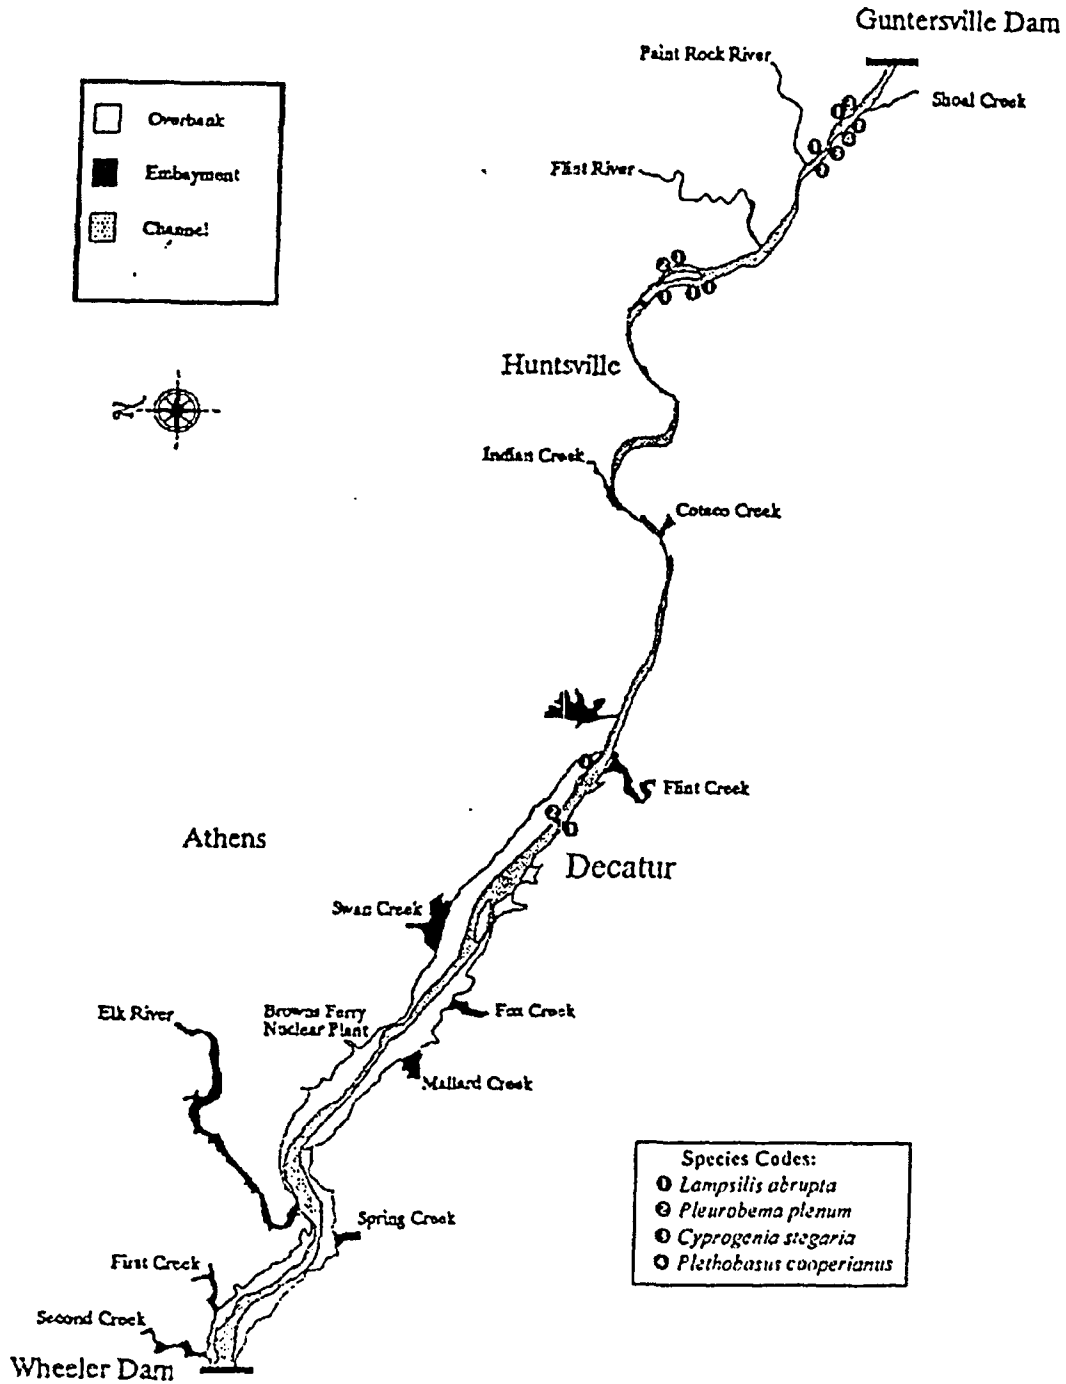 Guntersville Dam
Paint Rock River
Shoal Creek
Overbank
Embayment
Flint River
Channel
Huntsville
N
Indian Creek
Cotaco Creek
Flint Creek
Athens
Decatur
Swan Creek
Elk River
Browns Ferry
Nuclear Plant
Fox Creek
Mallard Creek
Species Codes:
Lampsilis abrupta
Pleurobema plenum
Cyprogenia stegaria
Plethobasus cooperianus
Spring Creek
First Creek
Second Creek
Wheeler Dam